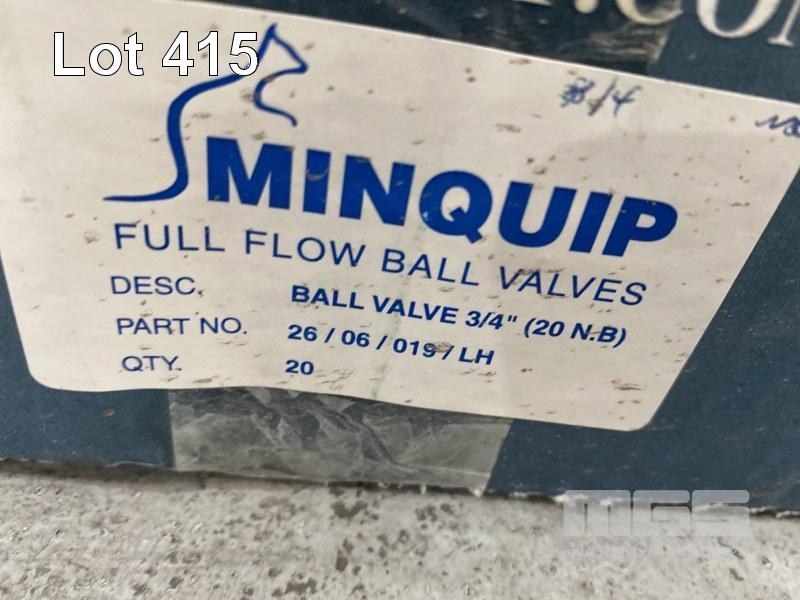 Lot 415
3/4
MINQUIP
FULL FLOW BALL VALVES
DESC. BALL VALVE 3/4" (20 N.B)
PART NO. 26 / 06 / 019 / LH
QTY. 20
MGS